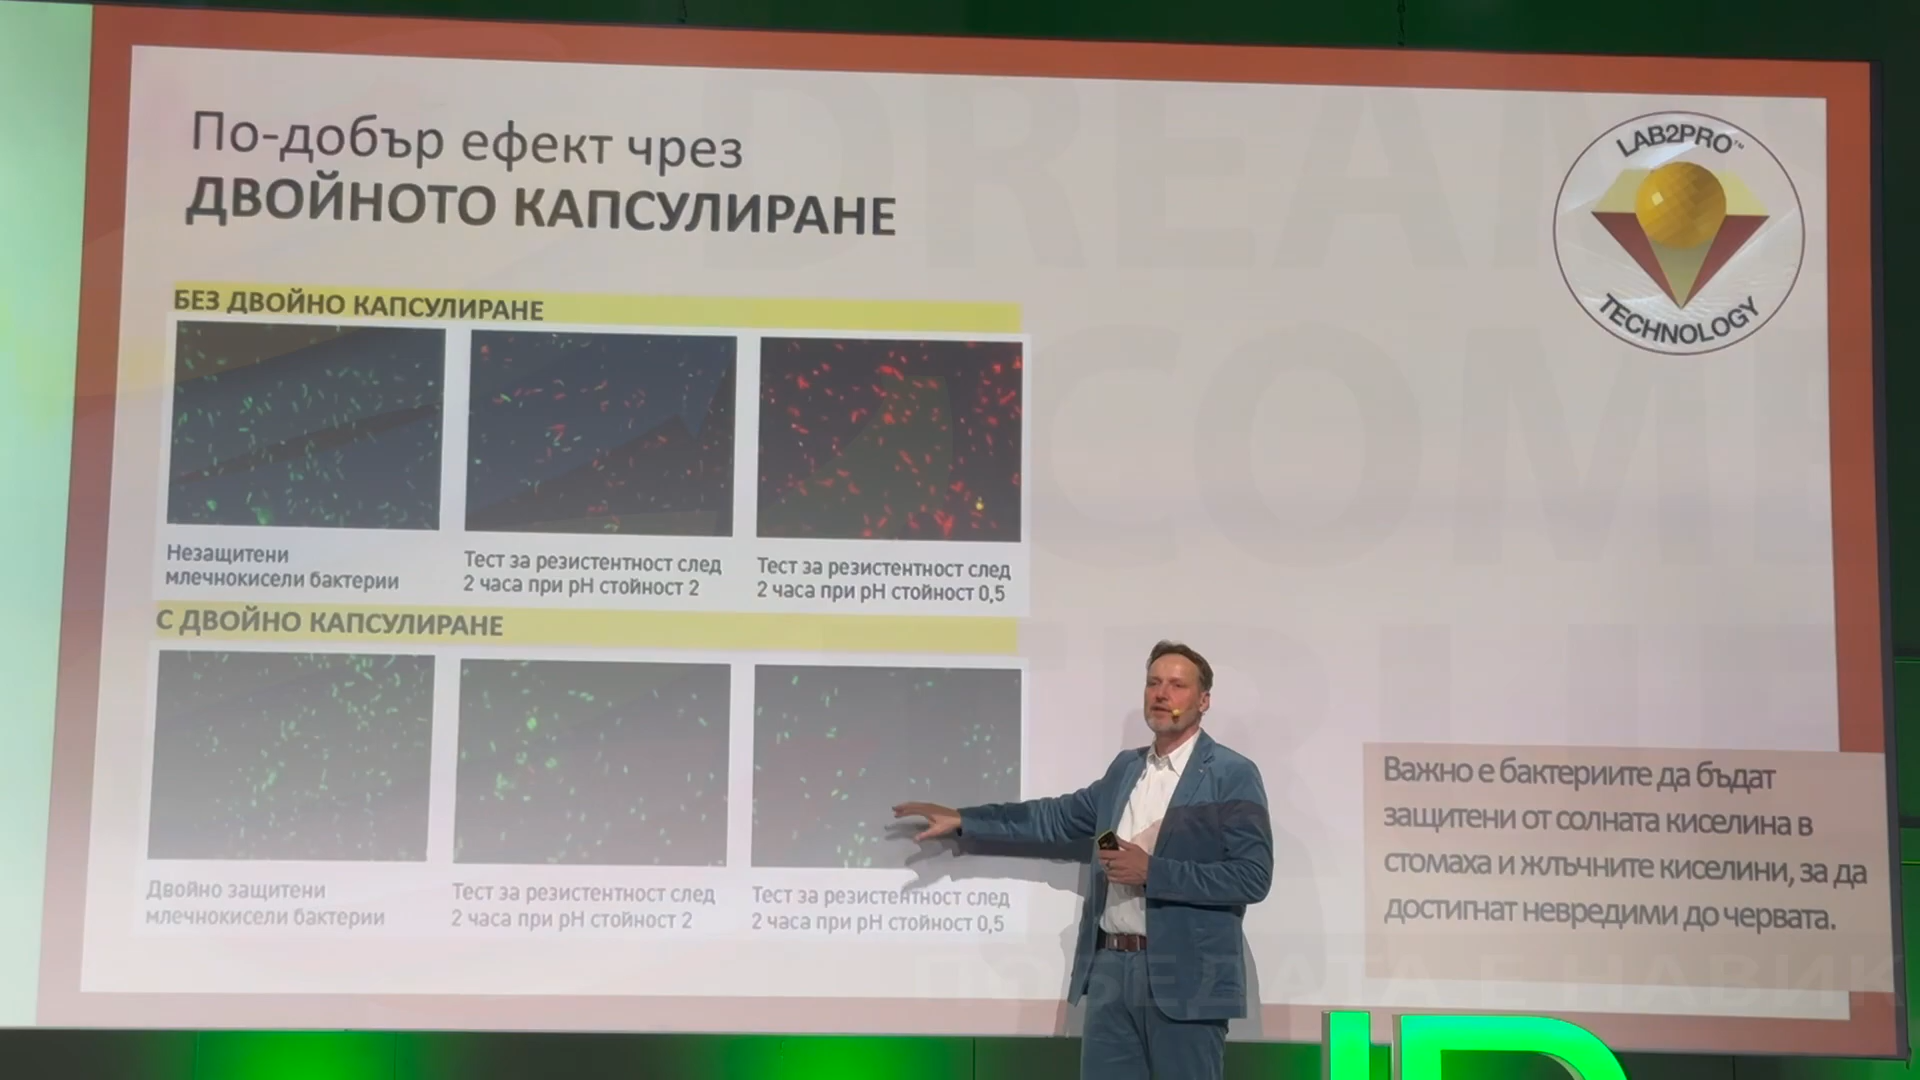 По-добър ефект чрез
ДВОЙНОТО КАПСУЛИРАНЕ
LAB2PRO™
TECHNOLOGY
БЕЗ ДВОЙНО КАПСУЛИРАНЕ
Незащитени
млечнокисели бактерии
Тест за резистентност след
2 часа при pH стойност 2
Тест за резистентност след
2 часа при pH стойност 0,5
С ДВОЙНО КАПСУЛИРАНЕ
Двойно защитени
млечнокисели бактерии
Тест за резистентност след
2 часа при pH стойност 2
Тест за резистентност след
2 часа при pH стойност 0,5
Важно е бактериите да бъдат
защитени от солната киселина в
стомаха и жлъчните киселини, за да
достигнат невредими до червата.
DREAM
COME
ПОБЕДАТА Е НАВИК